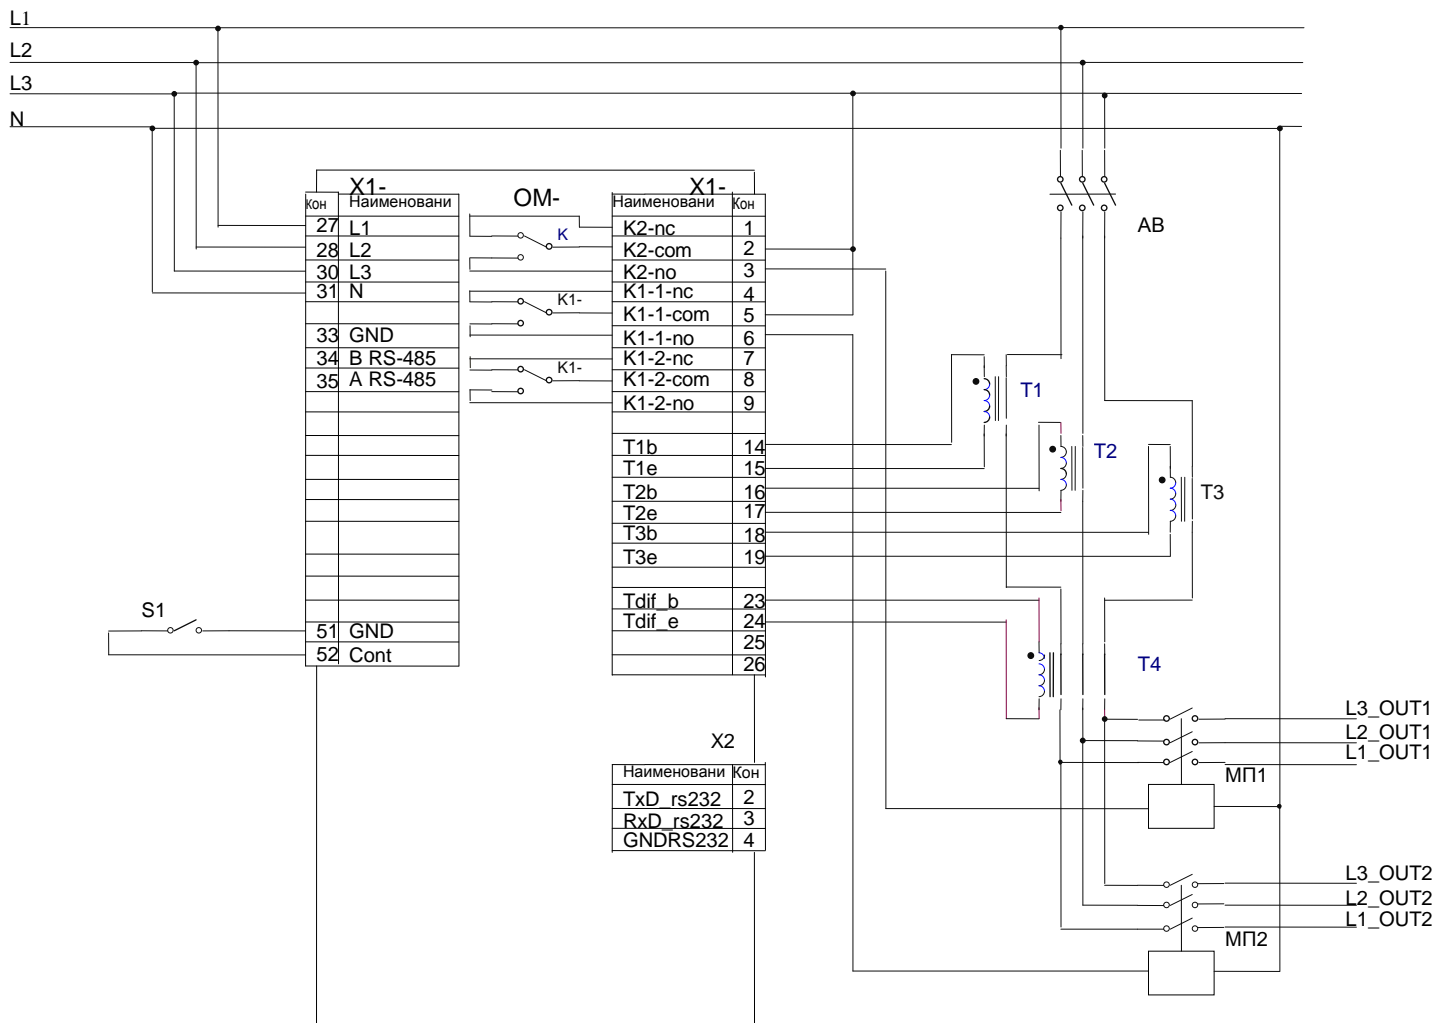 L1
L2
L3
N
X1-
Кон Наименовани
27 L1
28 L2
30 L3
31 N
33 GND
34 B RS-485
35 A RS-485
51 GND
52 Cont
S1
OM-
K
K1-
K1-
X1-
Наименовани Кон
K2-nc 1
K2-com 2
K2-no 3
K1-1-nc 4
K1-1-com 5
K1-1-no 6
K1-2-nc 7
K1-2-com 8
K1-2-no 9
T1b 14
T1e 15
T2b 16
T2e 17
T3b 18
T3e 19
Tdif_b 23
Tdif_e 24
25
26
X2
Наименовани Кон
TxD_rs232 2
RxD_rs232 3
GNDRS232 4
АВ
T1
T2
T3
T4
L3_OUT1
L2_OUT1
L1_OUT1
МП1
L3_OUT2
L2_OUT2
L1_OUT2
МП2